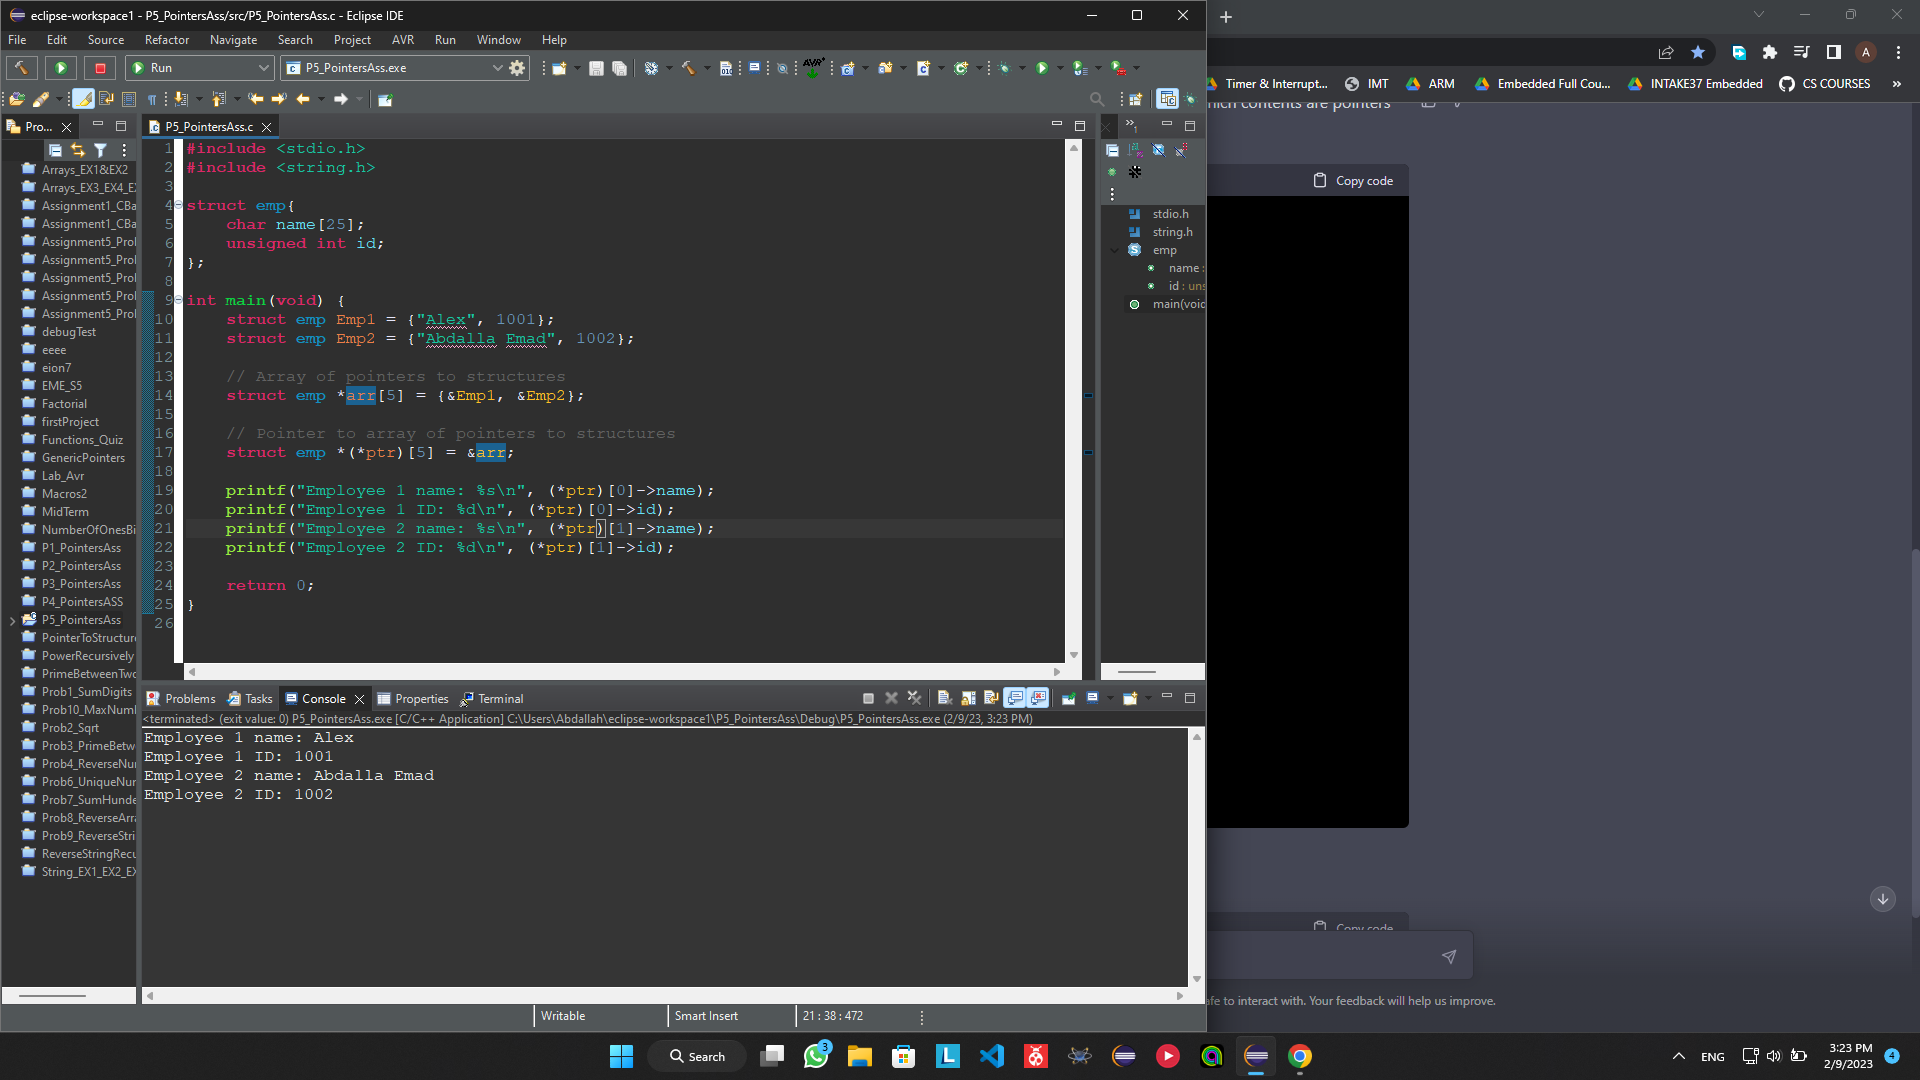 eclipse-workspace1 - P5_PointersAss/src/P5_PointersAss.c - Eclipse IDE
File Edit Source Refactor Navigate Search Project AVR Run Window Help
Run
P5_PointersAss.exe
Timer & Interrupt...
IMT
ARM
Embedded Full Cou...
INTAKE37 Embedded
CS COURSES
»
hich contents are pointers
Copy code
Pro...
Arrays_EX1&EX2
Arrays_EX3_EX4_E
Assignment1_CBa
Assignment1_CBa
Assignment5_Pro
Assignment5_Pro
Assignment5_Pro
Assignment5_Pro
Assignment5_Pro
debugTest
eeee
eion7
EME_S5
Factorial
firstProject
Functions_Quiz
GenericPointers
Lab_Avr
Macros2
MidTerm
NumberOfOnesBi
P1_PointersAss
P2_PointersAss
P3_PointersAss
P4_PointersASS
P5_PointersAss
PointerToStructur
PowerRecursively
PrimeBetweenTwo
Prob1_SumDigits
Prob10_MaxNum
Prob2_Sqrt
Prob3_PrimeBetw
Prob4_ReverseNu
Prob6_UniqueNur
Prob7_SumHunde
Prob8_ReverseArr
Prob9_ReverseStri
ReverseStringRecu
String_EX1_EX2_EX
P5_PointersAss.c
1 #include <stdio.h>
2 #include <string.h>
3
4 struct emp{
5 char name[25];
6 unsigned int id;
7 };
8
9 int main(void) {
10 struct emp Emp1 = {"Alex", 1001};
11 struct emp Emp2 = {"Abdalla Emad", 1002};
12
13 // Array of pointers to structures
14 struct emp *arr[5] = {&Emp1, &Emp2};
15
16 // Pointer to array of pointers to structures
17 struct emp *(*ptr)[5] = &arr;
18
19 printf("Employee 1 name: %s\n", (*ptr)[0]->name);
20 printf("Employee 1 ID: %d\n", (*ptr)[0]->id);
21 printf("Employee 2 name: %s\n", (*ptr)[1]->name);
22 printf("Employee 2 ID: %d\n", (*ptr)[1]->id);
23
24 return 0;
25 }
26
stdio.h
string.h
emp
name :
id : uns
main(void
Problems Tasks Console Properties Terminal
<terminated> (exit value: 0) P5_PointersAss.exe [C/C++ Application] C:\Users\Abdallah\eclipse-workspace1\P5_PointersAss\Debug\P5_PointersAss.exe (2/9/23, 3:23 PM)
Employee 1 name: Alex
Employee 1 ID: 1001
Employee 2 name: Abdalla Emad
Employee 2 ID: 1002
Copy code
afe to interact with. Your feedback will help us improve.
Writable
Smart Insert
21 : 38 : 472
Search
3
ENG
3:23 PM
2/9/2023
4